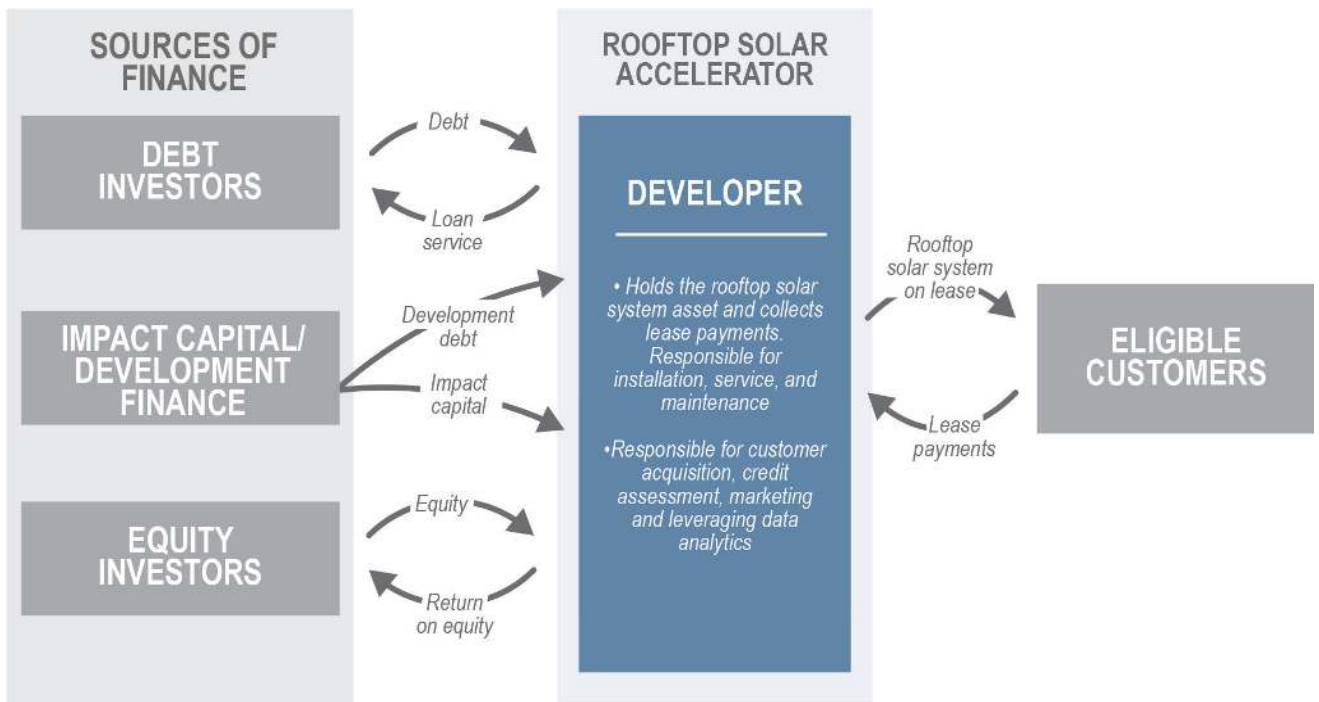 SOURCES OF
FINANCE
DEBT
INVESTORS
IMPACT CAPITAL/
DEVELOPMENT
FINANCE
EQUITY
INVESTORS
Debt
Loan
service
Development
debt
Impact
capital
Equity
Return
on equity
ROOFTOP SOLAR
ACCELERATOR
DEVELOPER
• Holds the rooftop solar
system asset and collects
lease payments.
Responsible for
installation, service, and
maintenance
•Responsible for customer
acquisition, credit
assessment, marketing
and leveraging data
analytics
Rooftop
solar system
on lease
Lease
payments
ELIGIBLE
CUSTOMERS